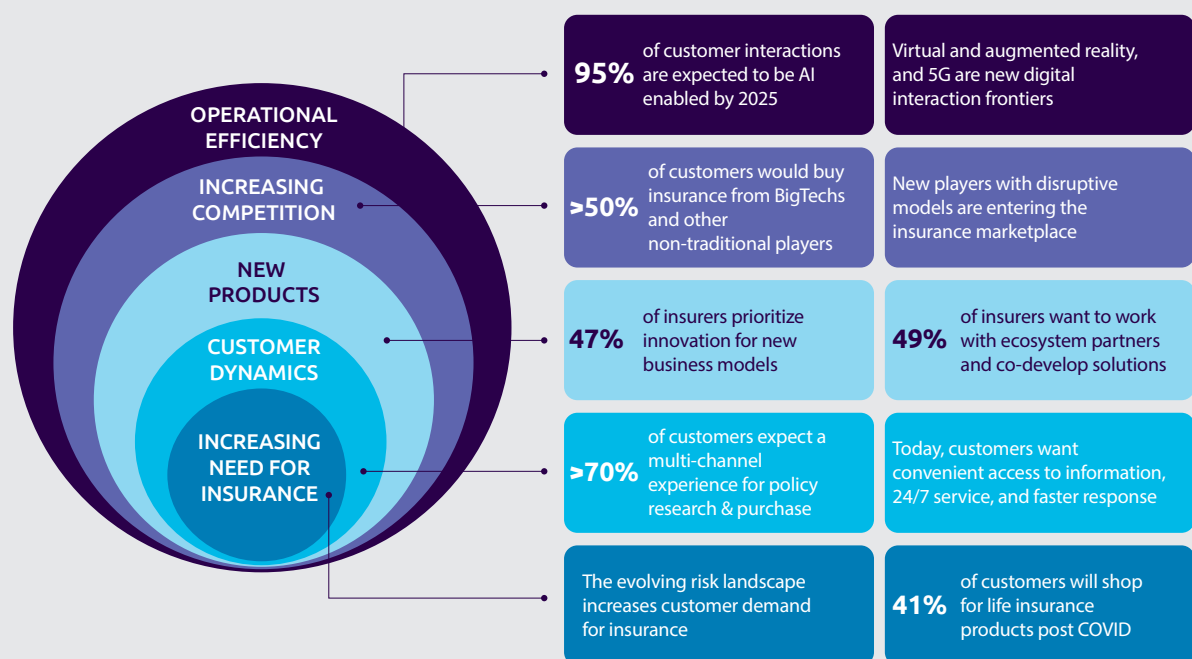 OPERATIONAL
EFFICIENCY
INCREASING
COMPETITION
NEW
PRODUCTS
CUSTOMER
DYNAMICS
INCREASING
NEED FOR
INSURANCE
95%
of customer interactions
are expected to be AI
enabled by 2025
Virtual and augmented reality,
and 5G are new digital
interaction frontiers
>50%
of customers would buy
insurance from BigTechs
and other
non-traditional players
New players with disruptive
models are entering the
insurance marketplace
47%
of insurers prioritize
innovation for new
business models
49%
of insurers want to work
with ecosystem partners
and co-develop solutions
>70%
of customers expect a
multi-channel
experience for policy
research & purchase
Today, customers want
convenient access to information,
24/7 service, and faster response
The evolving risk landscape
increases customer demand
for insurance
41%
of customers will shop
for life insurance
products post COVID